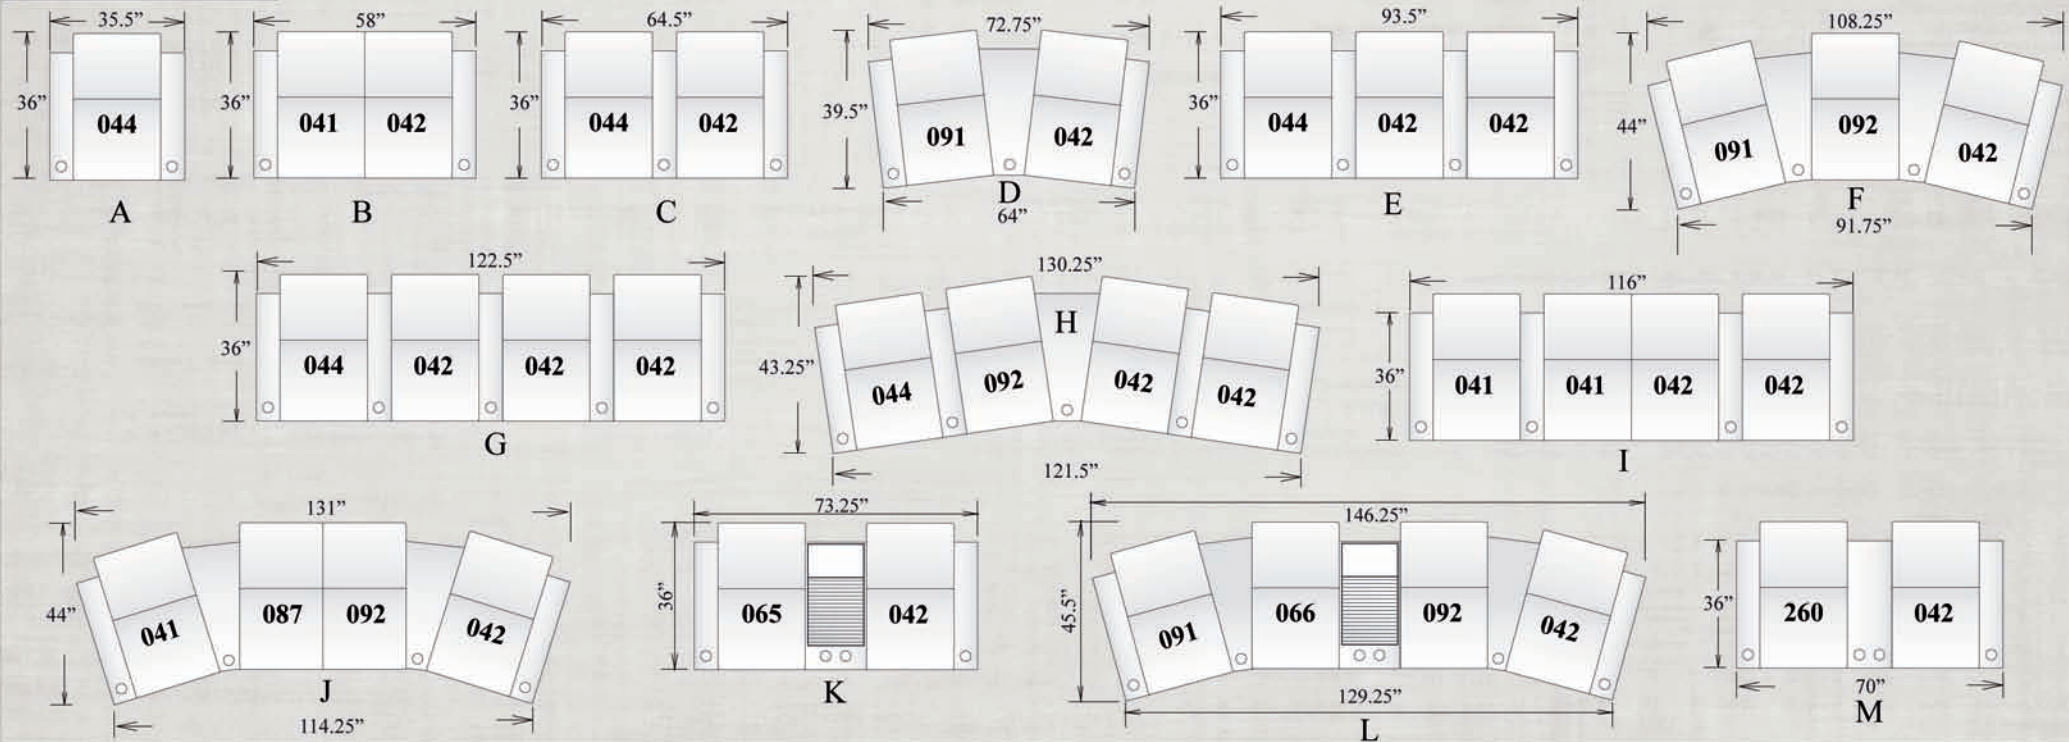 35.5”
36”
044
A
58”
36”
041 042
B
64.5”
36”
044 042
C
72.75”
39.5”
091 042
D
64”
93.5”
36”
044 042 042
E
108.25”
44”
091 092 042
F
91.75”
122.5”
36”
044 042 042 042
G
130.25”
H
43.25”
044 092 042 042
121.5”
116”
36”
041 041 042 042
I
131”
44”
041 087 092 042
J
114.25”
73.25”
36”
065 042
K
146.25”
45.5”
091 066 092 042
129.25”
L
36”
260 042
70”
M